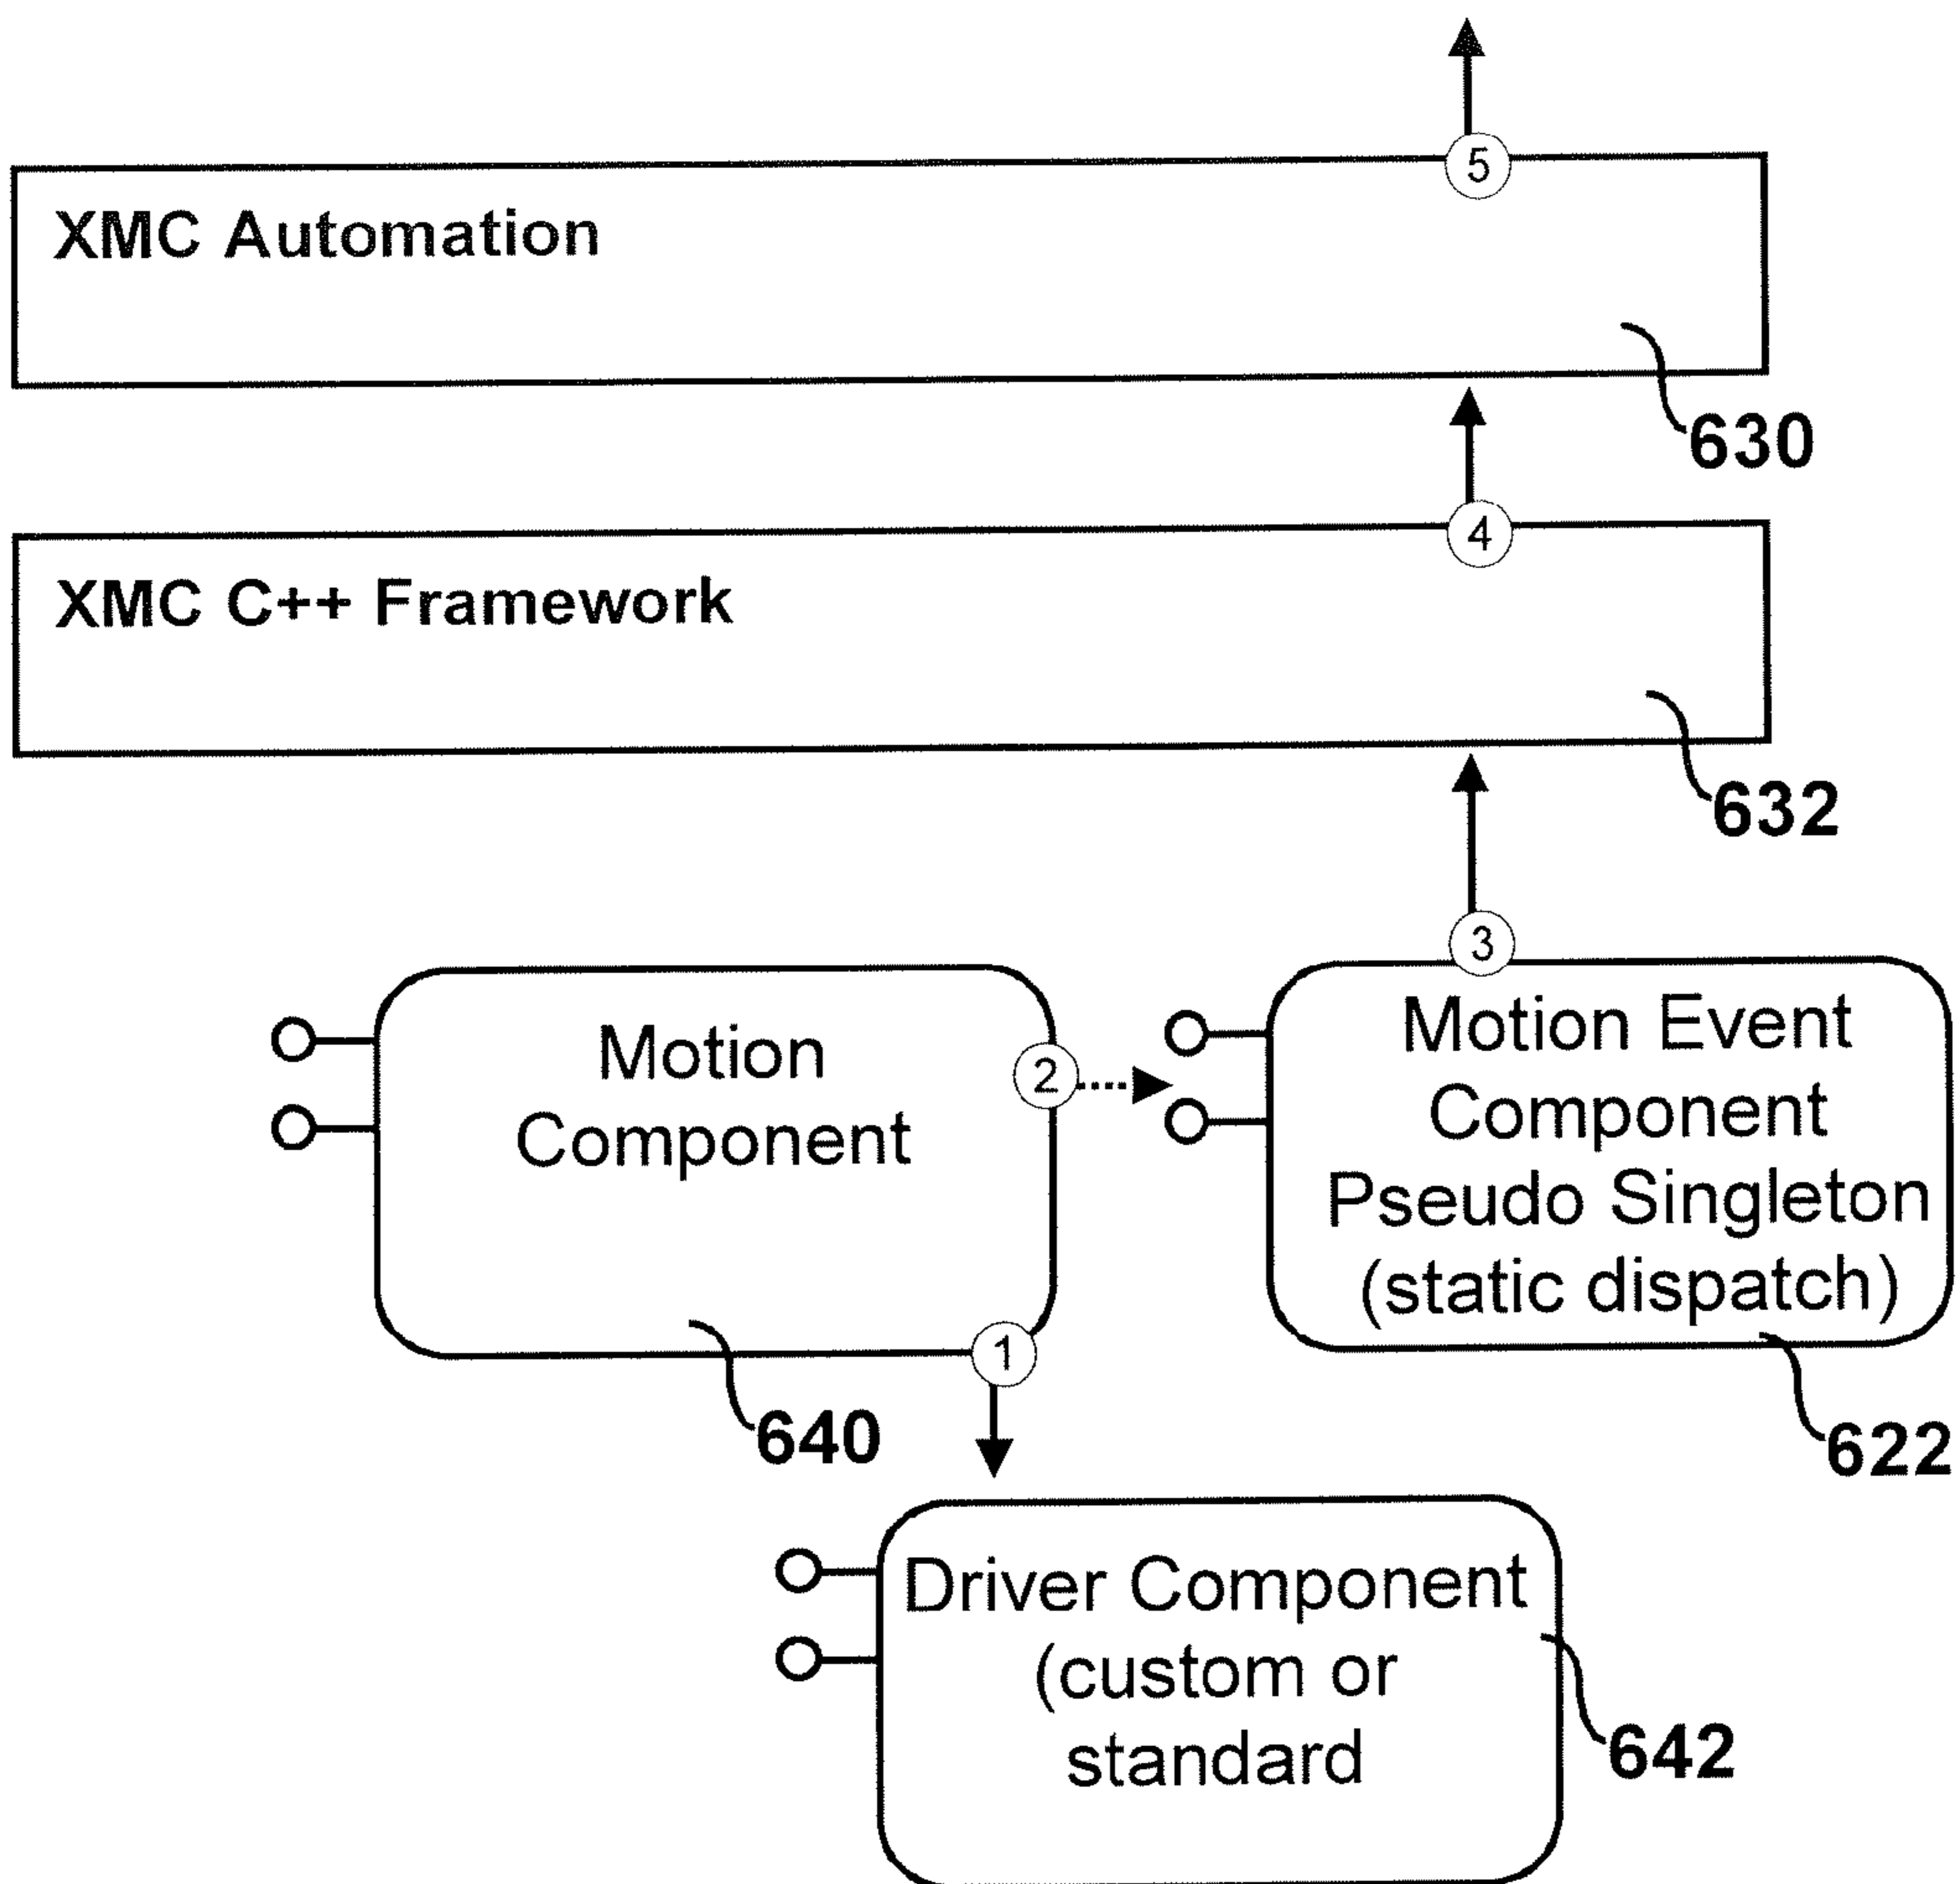 5
XMC Automation
630
4
XMC C++ Framework
632
3
Motion
Component
2
Motion Event
Component
Pseudo Singleton
(static dispatch)
1
640
622
Driver Component
(custom or
standard
642